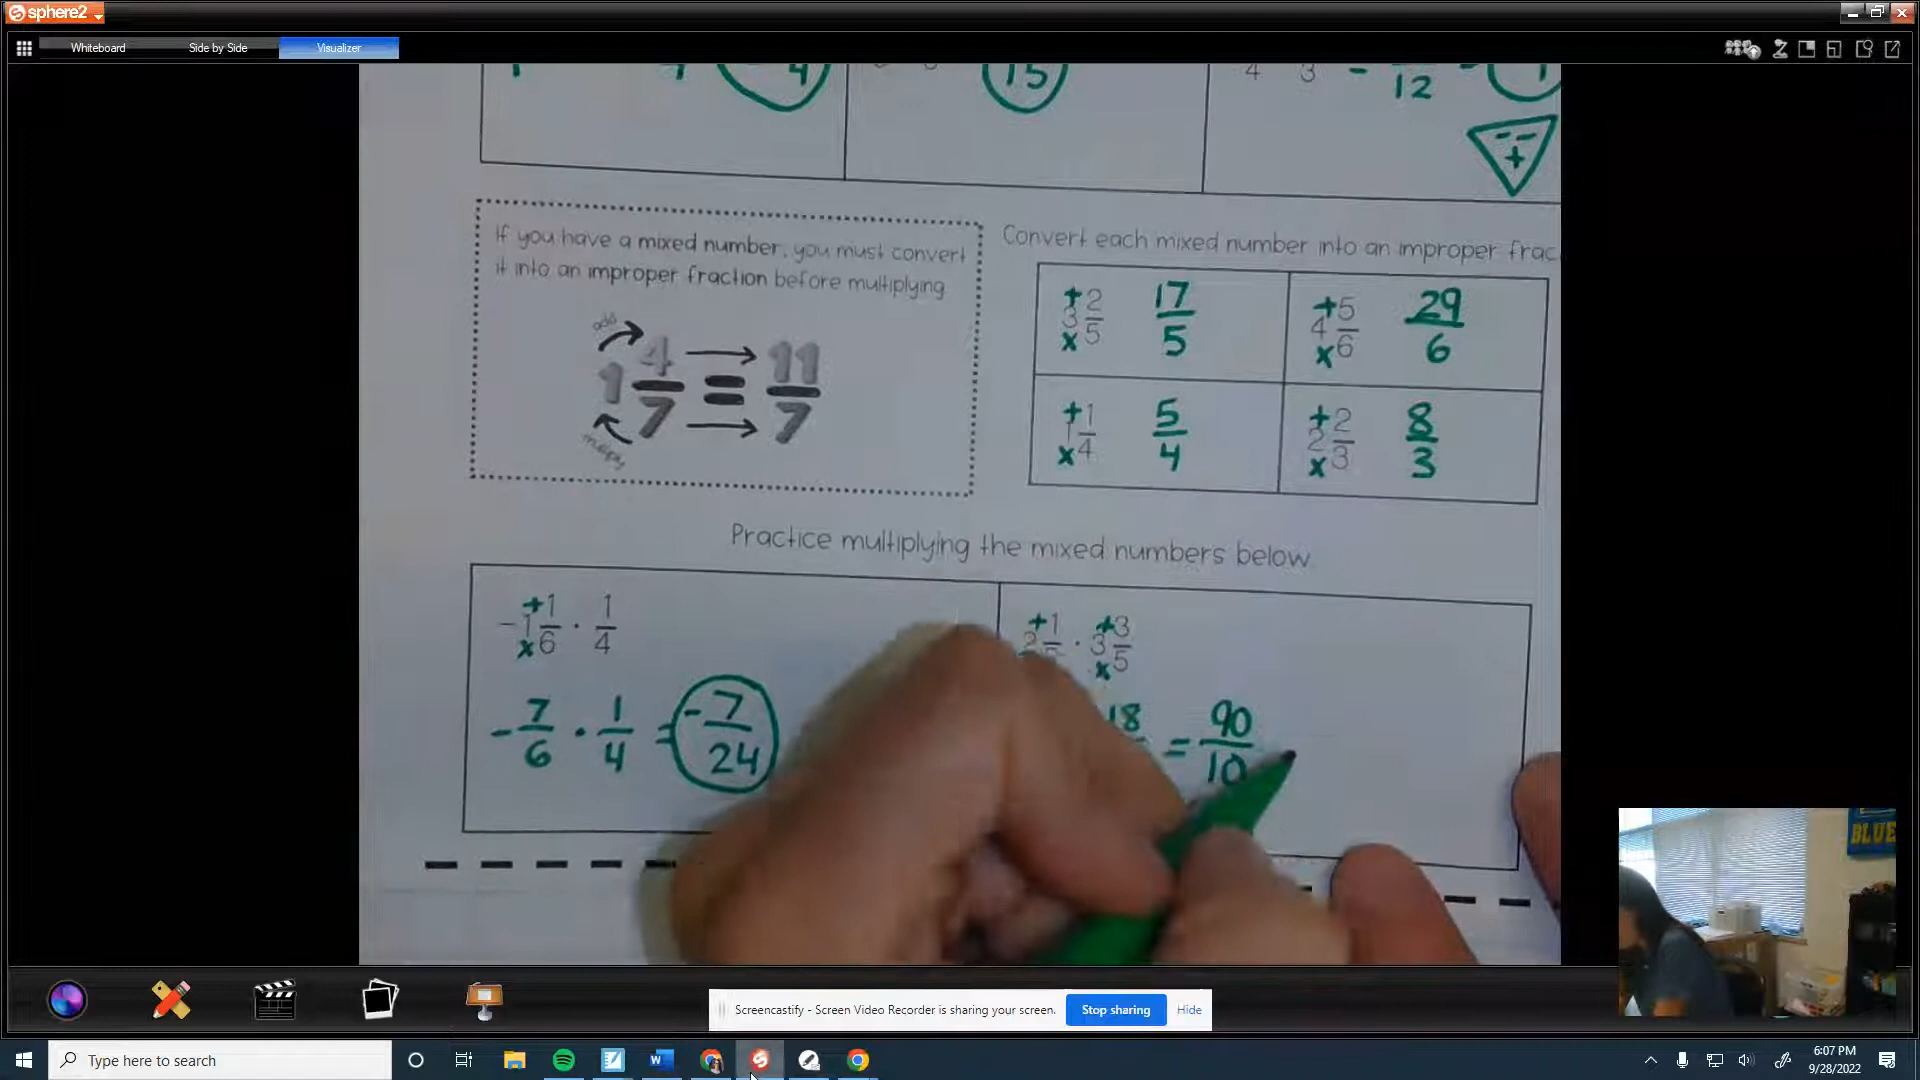 sphere2
Whiteboard
Side by Side
Visualizer
4
15
4 3 - 12
- -
+
If you have a mixed number, you must convert
it into an improper fraction before multiplying.
add
1 4/7 = 11/7
multiply
Convert each mixed number into an improper frac
+ x 3 2/5 17/5
+ x 4 5/6 29/6
+ x 1 1/4 5/4
+ x 2 2/3 8/3
Practice multiplying the mixed numbers below.
-1 1/6 · 1/4
+ x
-7/6 · 1/4 = -7/24
+ 1 · 3 3/5
+ x
18 = 90/10
BLUE
Screencastify - Screen Video Recorder is sharing your screen.
Stop sharing
Hide
Type here to search
6:07 PM
9/28/2022